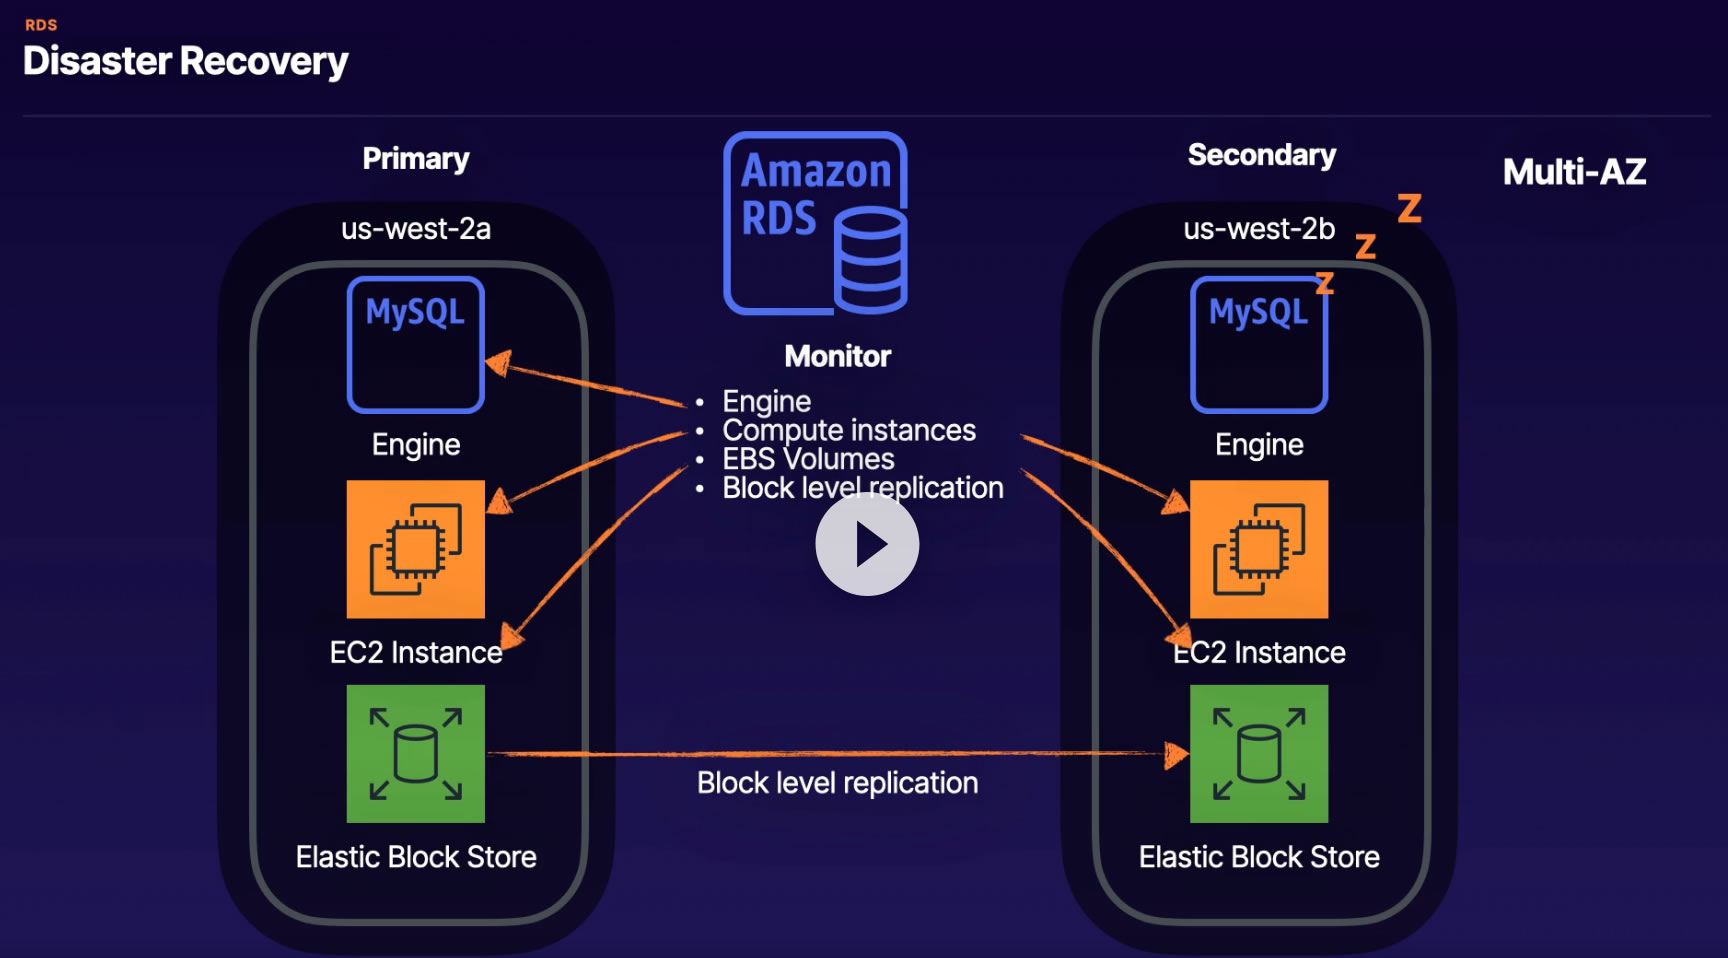 RDS
Disaster Recovery
Primary
Amazon
RDS
Secondary
Multi-AZ
us-west-2a
us-west-2b
Z
Z
Z
MySQL
MySQL
Monitor
• Engine
• Compute instances
• EBS Volumes
• Block level replication
Engine
Engine
EC2 Instance
EC2 Instance
Block level replication
Elastic Block Store
Elastic Block Store